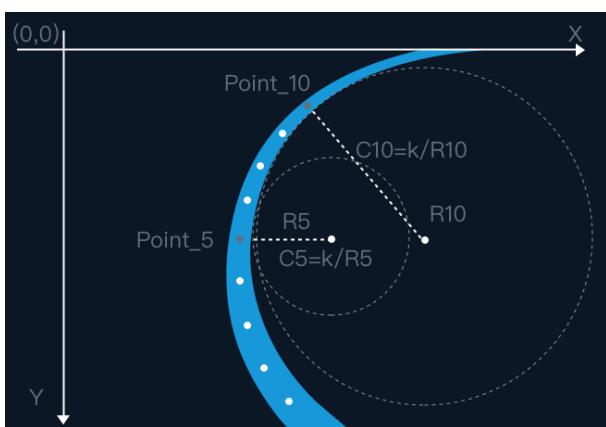 (0,0)
X
Point_10
C10=k/R10
R10
R5
Point_5
C5=k/R5
Y